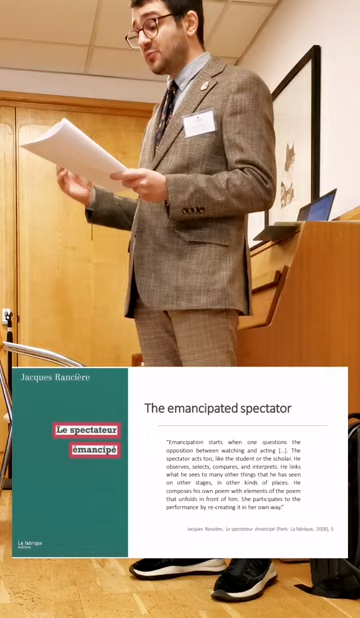 Jacques Rancière
Le spectateur
émancipé
La fabrique
éditions
The emancipated spectator
"Emancipation starts when one questions the
opposition between watching and acting [...]. The
spectator acts too, like the student or the scholar. He
observes, selects, compares, and interprets. He links
what he sees to many other things that he has seen
on other stages, in other kinds of places. He
composes his own poem with elements of the poem
that unfolds in front of him. She participates to the
performance by re-creating it in her own way."
Jacques Rancière, Le spectateur émancipé (Paris: La fabrique, 2008), 5